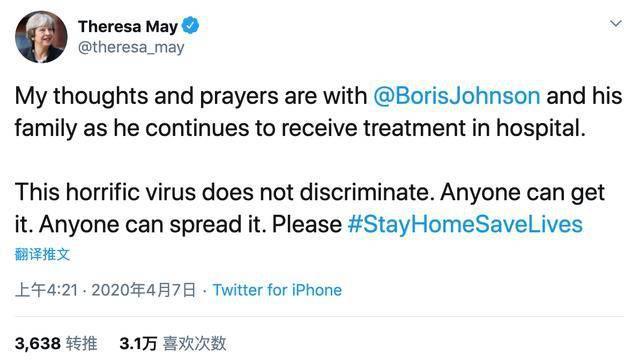 Theresa May
@theresa_may
My thoughts and prayers are with @BorisJohnson and his
family as he continues to receive treatment in hospital.
This horrific virus does not discriminate. Anyone can get
it. Anyone can spread it. Please #StayHomeSaveLives
翻译推文
上午4:21 · 2020年4月7日 · Twitter for iPhone
3,638 转推 3.1万 喜欢次数